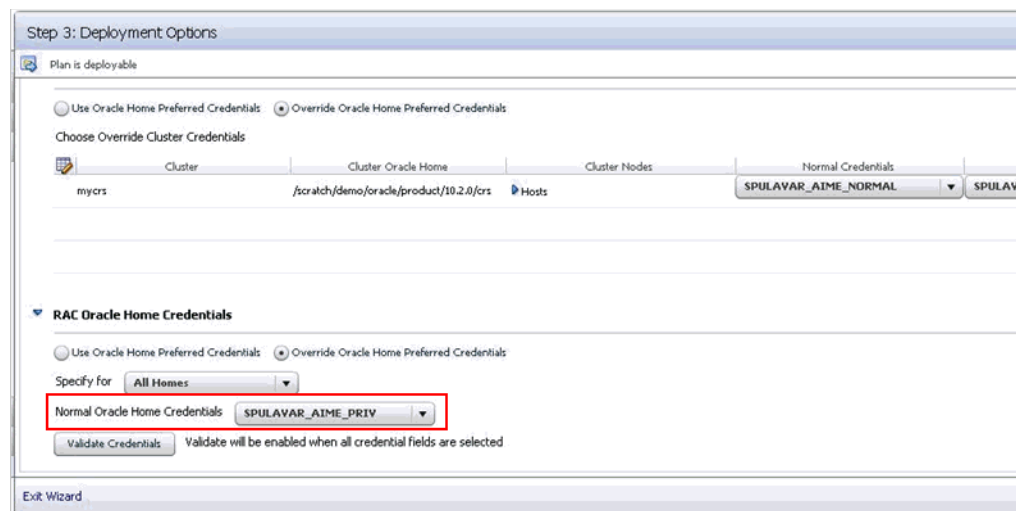 Step 3: Deployment Options
Plan is deployable
Use Oracle Home Preferred Credentials Override Oracle Home Preferred Credentials
Choose Override Cluster Credentials
Cluster Cluster Oracle Home Cluster Nodes Normal Credentials
mycrs /scratch/demo/oracle/product/10.2.0/crs Hosts SPULAVAR_AIME_NORMAL SPULAV
RAC Oracle Home Credentials
Use Oracle Home Preferred Credentials Override Oracle Home Preferred Credentials
Specify for All Homes
Normal Oracle Home Credentials SPULAVAR_AIME_PRIV
Validate Credentials Validate will be enabled when all credential fields are selected
Exit Wizard